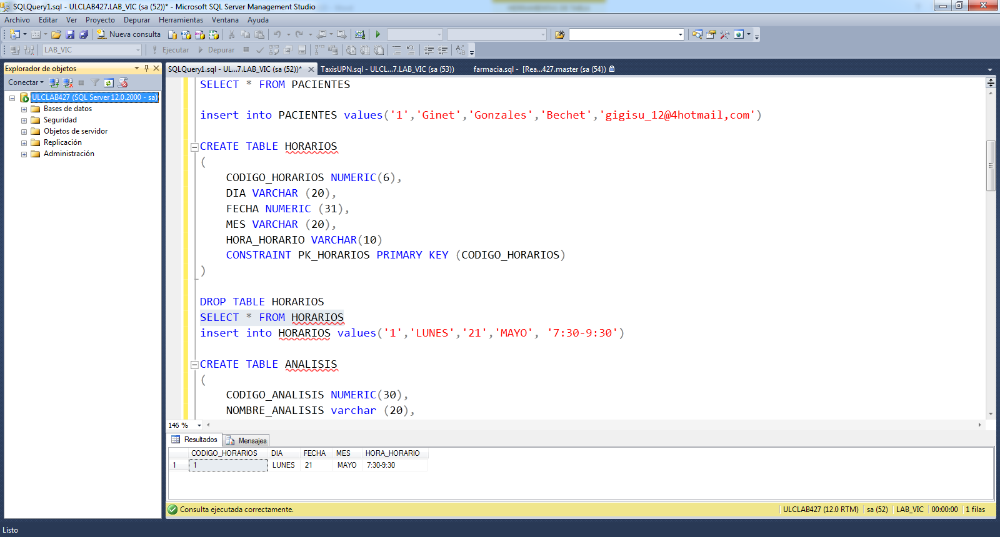 SQLQuery1.sql - ULCLAB427.LAB_VIC (sa (52))* - Microsoft SQL Server Management Studio
Archivo Editar Ver Proyecto Depurar Herramientas Ventana Ayuda
Nueva consulta
LAB_VIC Ejecutar Depurar
Explorador de objetos
Conectar
ULCLAB427 (SQL Server 12.0.2000 - sa)
Bases de datos
Seguridad
Objetos de servidor
Replicación
Administración
SQLQuery1.sql - UL...7.LAB_VIC (sa (52))* TaxisUPN.sql - ULCL...7.LAB_VIC (sa (53)) farmacia.sql - [Rea...427.master (sa (54))
SELECT * FROM PACIENTES
insert into PACIENTES values('1','Ginet','Gonzales','Bechet','gigisu_12@4hotmail,com')
CREATE TABLE HORARIOS
(
CODIGO_HORARIOS NUMERIC(6),
DIA VARCHAR (20),
FECHA NUMERIC (31),
MES VARCHAR (20),
HORA_HORARIO VARCHAR(10)
CONSTRAINT PK_HORARIOS PRIMARY KEY (CODIGO_HORARIOS)
)
DROP TABLE HORARIOS
SELECT * FROM HORARIOS
insert into HORARIOS values('1','LUNES','21','MAYO', '7:30-9:30')
CREATE TABLE ANALISIS
(
CODIGO_ANALISIS NUMERIC(30),
NOMBRE_ANALISIS varchar (20),
146 %
Resultados Mensajes
CODIGO_HORARIOS DIA FECHA MES HORA_HORARIO
1 1 LUNES 21 MAYO 7:30-9:30
Consulta ejecutada correctamente. ULCLAB427 (12.0 RTM) sa (52) LAB_VIC 00:00:00 1 filas
Listo